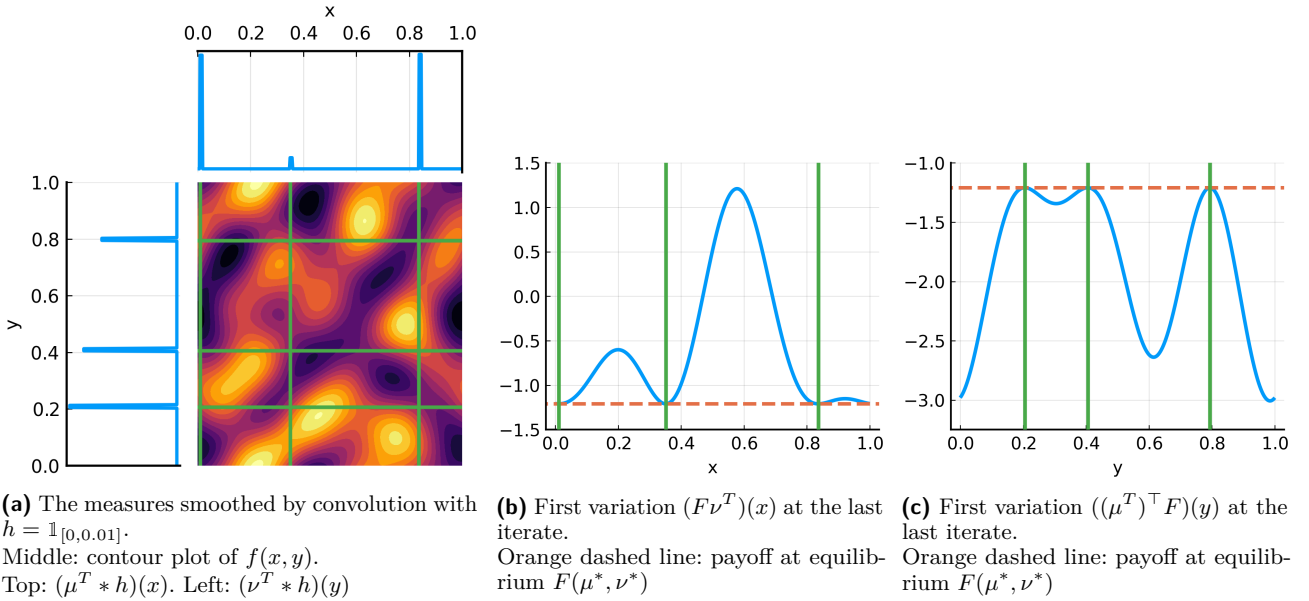 x
0.0 0.2 0.4 0.6 0.8 1.0
1.0
0.8
0.6
y
0.4
0.2
0.0
(a) The measures smoothed by convolution with
h = 𝟙[0,0.01].
Middle: contour plot of f(x, y).
Top: (μ^T ∗ h)(x). Left: (ν^T ∗ h)(y)
1.5
1.0
0.5
0.0
−0.5
−1.0
−1.5
0.0 0.2 0.4 0.6 0.8 1.0
x
(b) First variation (Fν^T)(x) at the last
iterate.
Orange dashed line: payoff at equilib-
rium F(μ*, ν*)
−1.0
−1.5
−2.0
−2.5
−3.0
0.0 0.2 0.4 0.6 0.8 1.0
y
(c) First variation ((μ^T)^⊤F)(y) at the
last iterate.
Orange dashed line: payoff at equilib-
rium F(μ*, ν*)